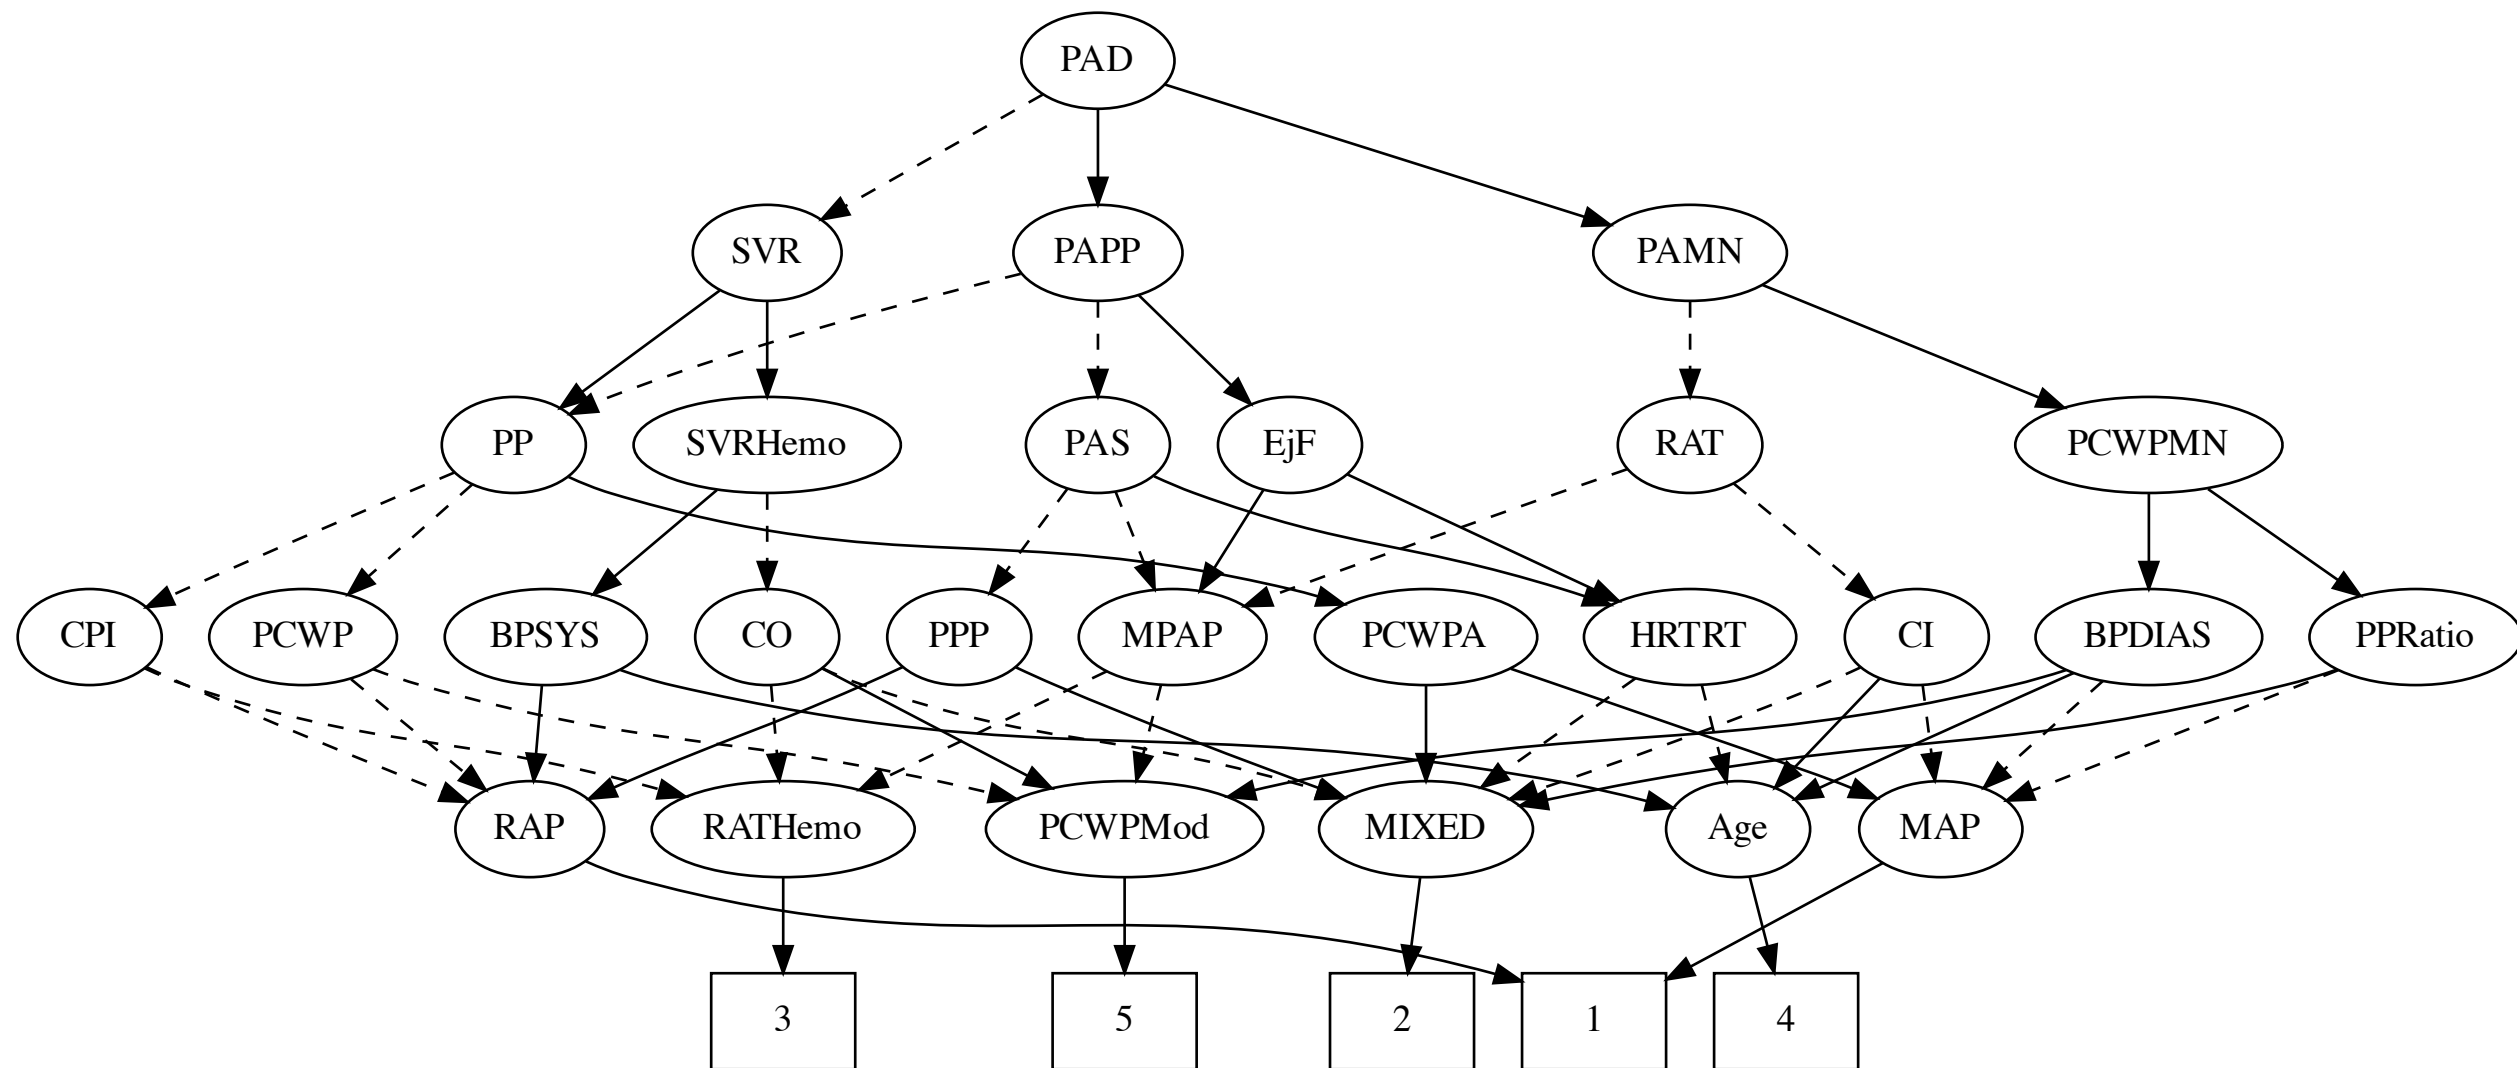 PAD
SVR
PAPP
PAMN
PP
SVRHemo
PAS
EjF
RAT
PCWPMN
CPI
PCWP
BPSYS
CO
PPP
MPAP
PCWPA
HRTRT
CI
BPDIAS
PPRatio
RAP
RATHemo
PCWPMod
MIXED
Age
MAP
3
5
2
1
4